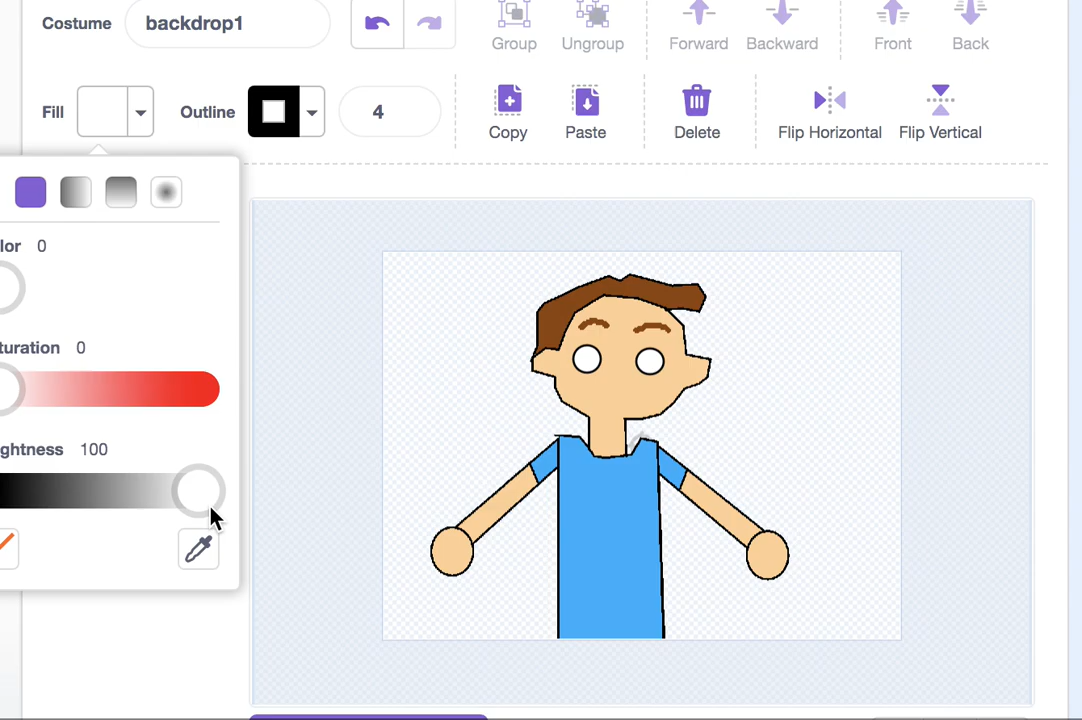 Costume backdrop1
Group Ungroup Forward Backward Front Back
Fill Outline 4
Copy Paste Delete Flip Horizontal Flip Vertical
lor 0
turation 0
ghtness 100